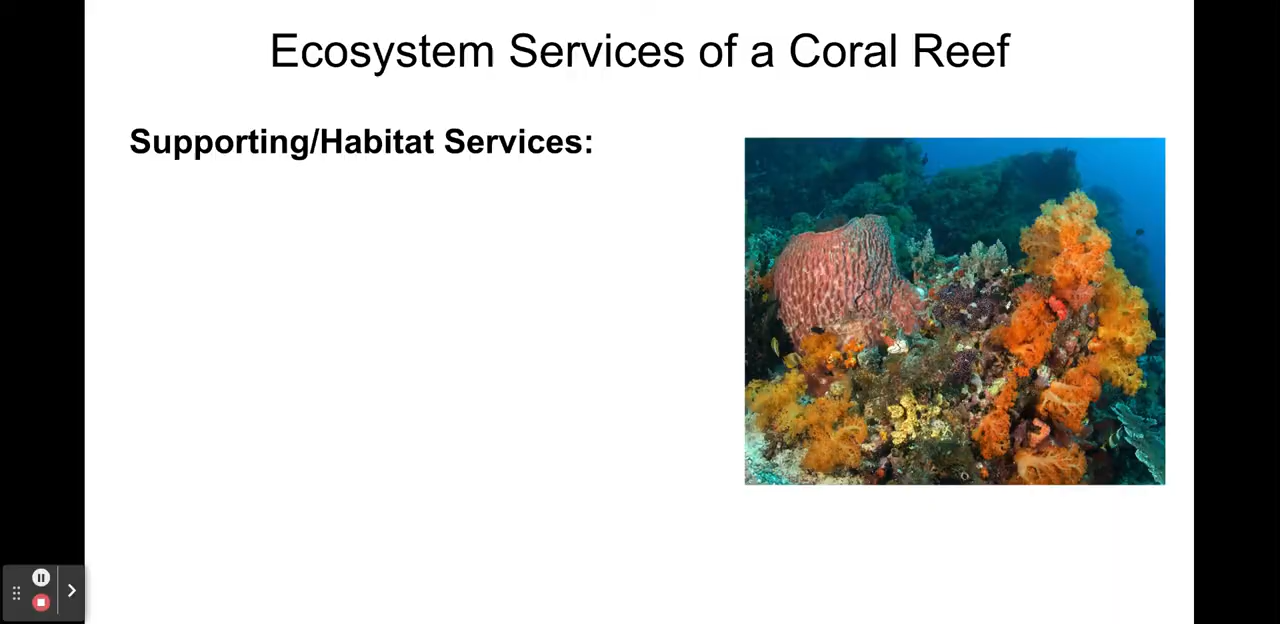 Ecosystem Services of a Coral Reef
Supporting/Habitat Services: